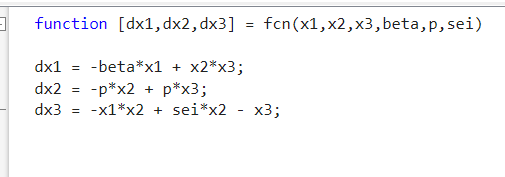 function [dx1,dx2,dx3] = fcn(x1,x2,x3,beta,p,sei)
dx1 = -beta*x1 + x2*x3;
dx2 = -p*x2 + p*x3;
dx3 = -x1*x2 + sei*x2 - x3;